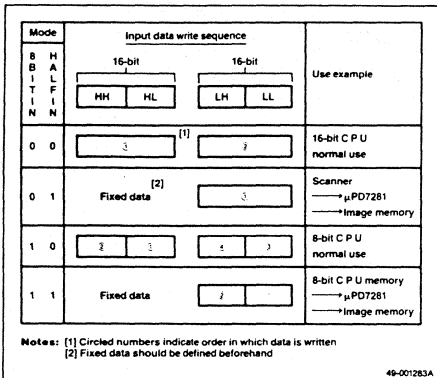 Mode
Input data write sequence
8BITIN
HALFIN
16-bit
16-bit
Use example
HH HL LH LL
0 0
[1]
16-bit C P U
normal use
0 1
[2]
Fixed data
Scanner
→ μPD7281
→ Image memory
1 0
8-bit C P U
normal use
1 1
Fixed data
8-bit C P U memory
→ μPD7281
→ Image memory
Notes: [1] Circled numbers indicate order in which data is written
[2] Fixed data should be defined beforehand
49-001283A